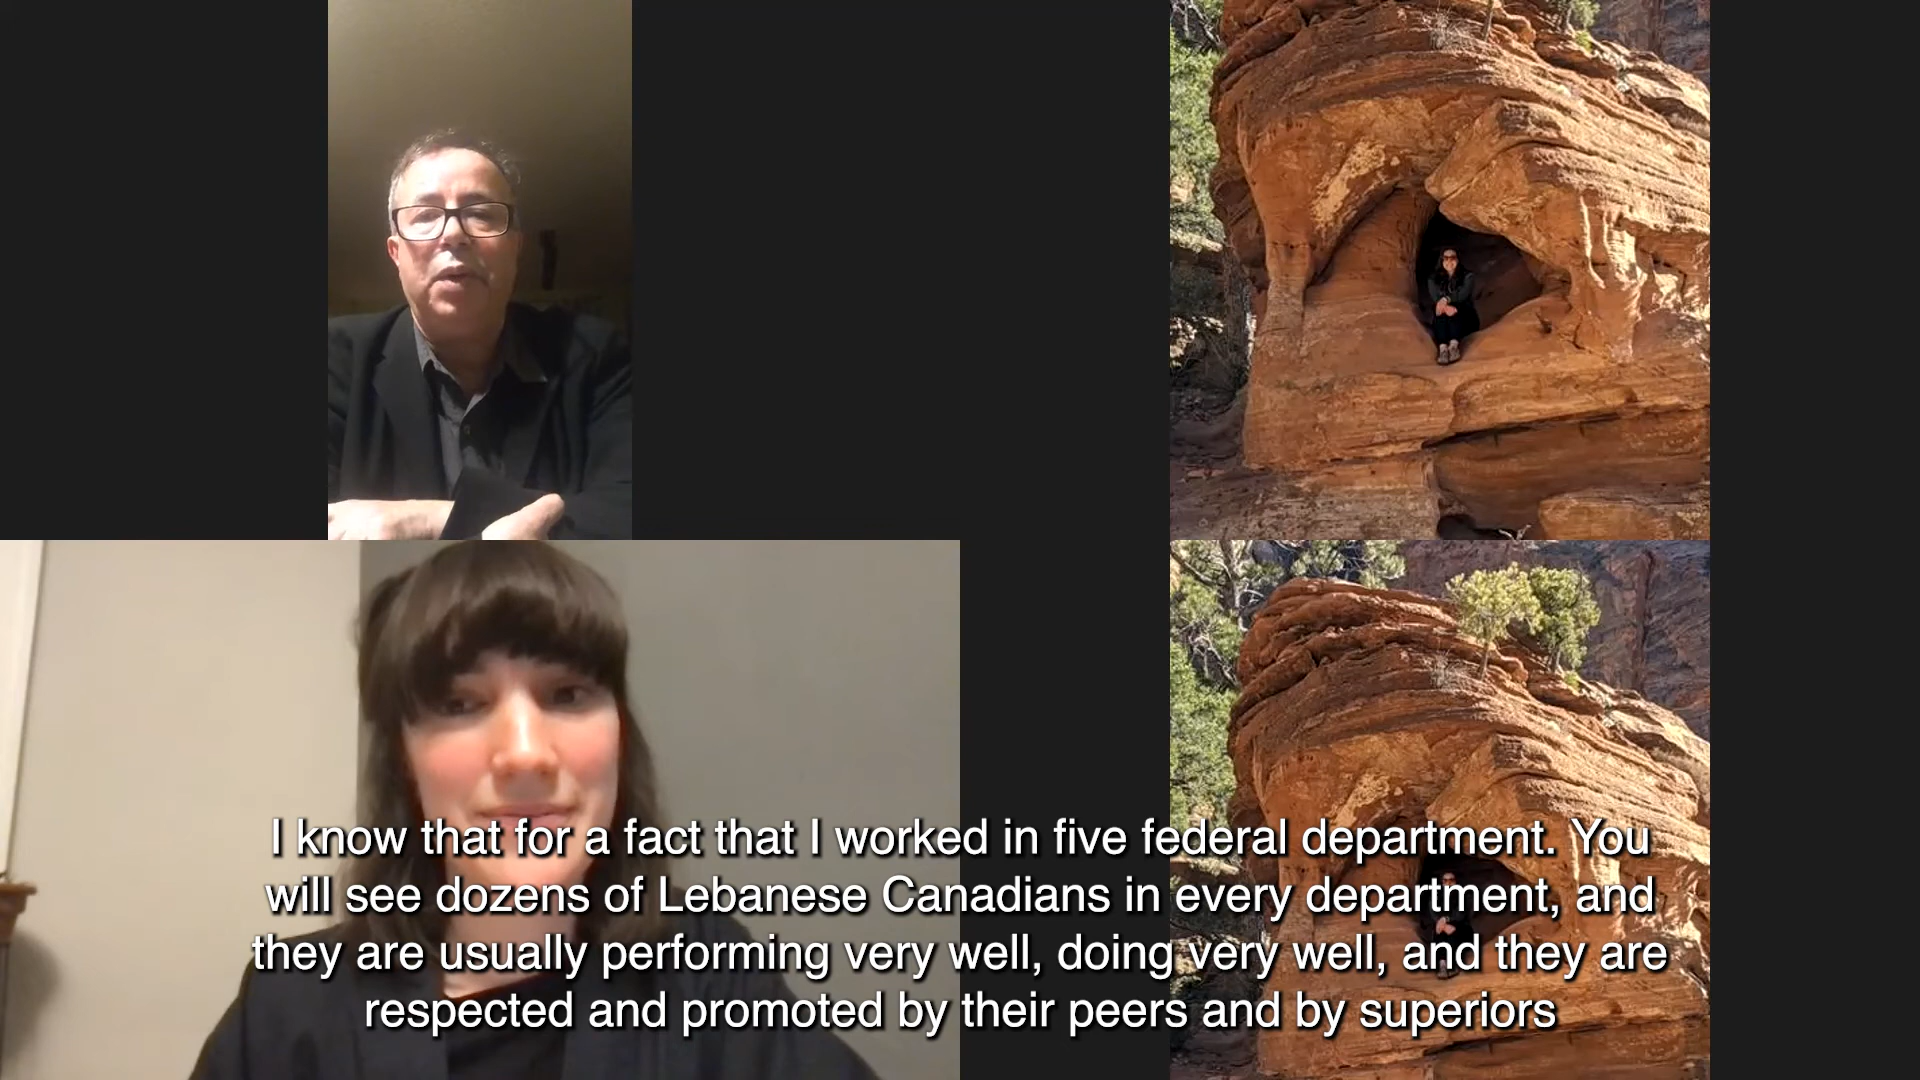 I know that for a fact that I worked in five federal department. You
will see dozens of Lebanese Canadians in every department, and
they are usually performing very well, doing very well, and they are
respected and promoted by their peers and by superiors